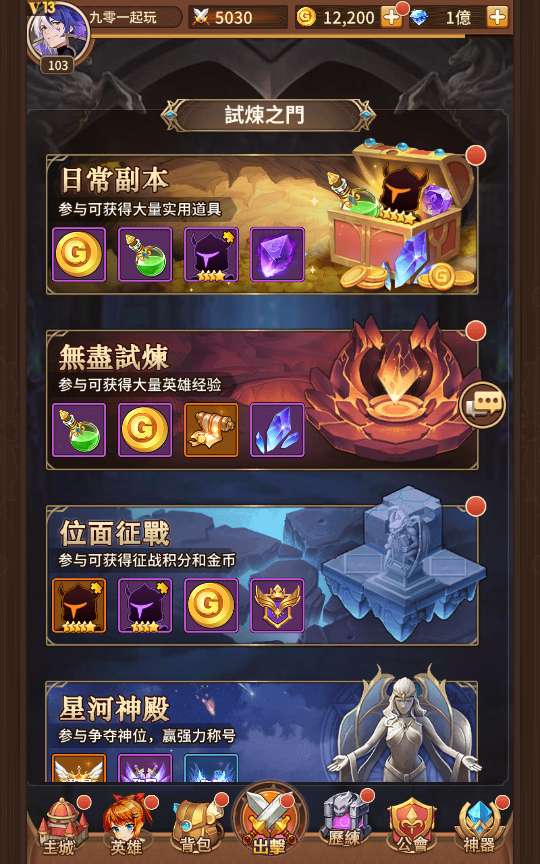 V13
九零一起玩
5030
G
12,200
1億
103
試煉之門
日常副本
参与可获得大量实用道具
G
G
無盡試煉
参与可获得大量英雄经验
G
位面征戰
参与可获得征战积分和金币
G
星河神殿
参与争夺神位，赢强力称号
主城
英雄
背包
出擊
歷練
公會
神器